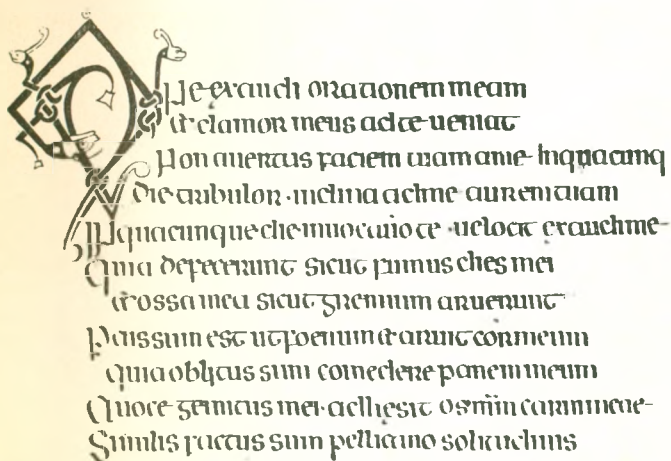 Dne exaudi orationem meam
et clamor meus ad te ueniat
Non auertas faciem tuam a me In quacumq
die tribulor · inclina ad me aurem tuam
In quacumque die inuocauero te · uelocit exaudi me
Quia defecerunt sicut fumus dies mei
et ossa mea sicut gremium aruerunt
Percussum est ut foenum et aruit cor meum
quia oblitus sum comedere panem meum
A uoce gemitus mei · adhesit os mm carni meae
Similis factus sum pellicano solitudinis